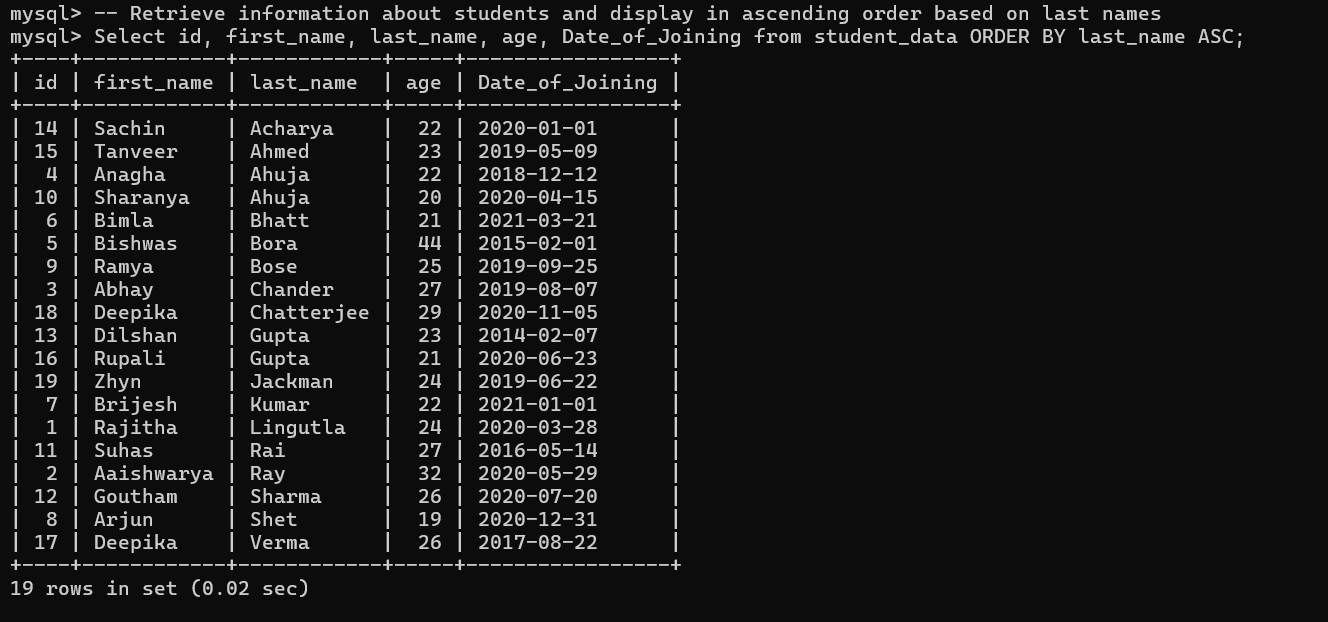 mysql> -- Retrieve information about students and display in ascending order based on last names
mysql> Select id, first_name, last_name, age, Date_of_Joining from student_data ORDER BY last_name ASC;
+----+------------+------------+-----+-----------------+
| id | first_name | last_name  | age | Date_of_Joining |
+----+------------+------------+-----+-----------------+
| 14 | Sachin     | Acharya    |  22 | 2020-01-01      |
| 15 | Tanveer    | Ahmed      |  23 | 2019-05-09      |
|  4 | Anagha     | Ahuja      |  22 | 2018-12-12      |
| 10 | Sharanya   | Ahuja      |  20 | 2020-04-15      |
|  6 | Bimla      | Bhatt      |  21 | 2021-03-21      |
|  5 | Bishwas    | Bora       |  44 | 2015-02-01      |
|  9 | Ramya      | Bose       |  25 | 2019-09-25      |
|  3 | Abhay      | Chander    |  27 | 2019-08-07      |
| 18 | Deepika    | Chatterjee |  29 | 2020-11-05      |
| 13 | Dilshan    | Gupta      |  23 | 2014-02-07      |
| 16 | Rupali     | Gupta      |  21 | 2020-06-23      |
| 19 | Zhyn       | Jackman    |  24 | 2019-06-22      |
|  7 | Brijesh    | Kumar      |  22 | 2021-01-01      |
|  1 | Rajitha    | Lingutla   |  24 | 2020-03-28      |
| 11 | Suhas      | Rai        |  27 | 2016-05-14      |
|  2 | Aaishwarya | Ray        |  32 | 2020-05-29      |
| 12 | Goutham    | Sharma     |  26 | 2020-07-20      |
|  8 | Arjun      | Shet       |  19 | 2020-12-31      |
| 17 | Deepika    | Verma      |  26 | 2017-08-22      |
+----+------------+------------+-----+-----------------+
19 rows in set (0.02 sec)